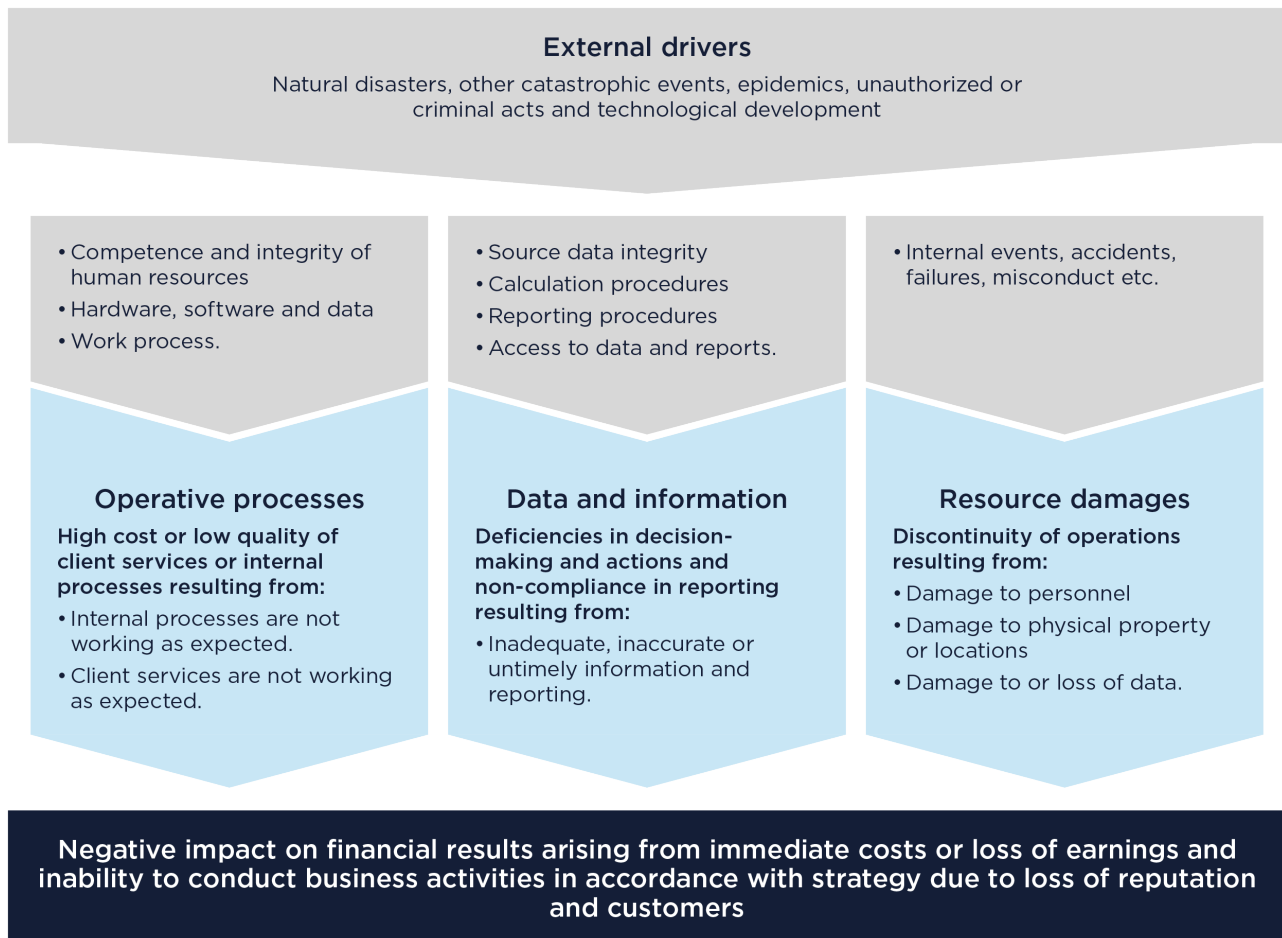 External drivers
Natural disasters, other catastrophic events, epidemics, unauthorized or
criminal acts and technological development
• Competence and integrity of
human resources
• Hardware, software and data
• Work process.
• Source data integrity
• Calculation procedures
• Reporting procedures
• Access to data and reports.
• Internal events, accidents,
failures, misconduct etc.
Operative processes
High cost or low quality of
client services or internal
processes resulting from:
• Internal processes are not
working as expected.
• Client services are not working
as expected.
Data and information
Deficiencies in decision-
making and actions and
non-compliance in reporting
resulting from:
• Inadequate, inaccurate or
untimely information and
reporting.
Resource damages
Discontinuity of operations
resulting from:
• Damage to personnel
• Damage to physical property
or locations
• Damage to or loss of data.
Negative impact on financial results arising from immediate costs or loss of earnings and
inability to conduct business activities in accordance with strategy due to loss of reputation
and customers